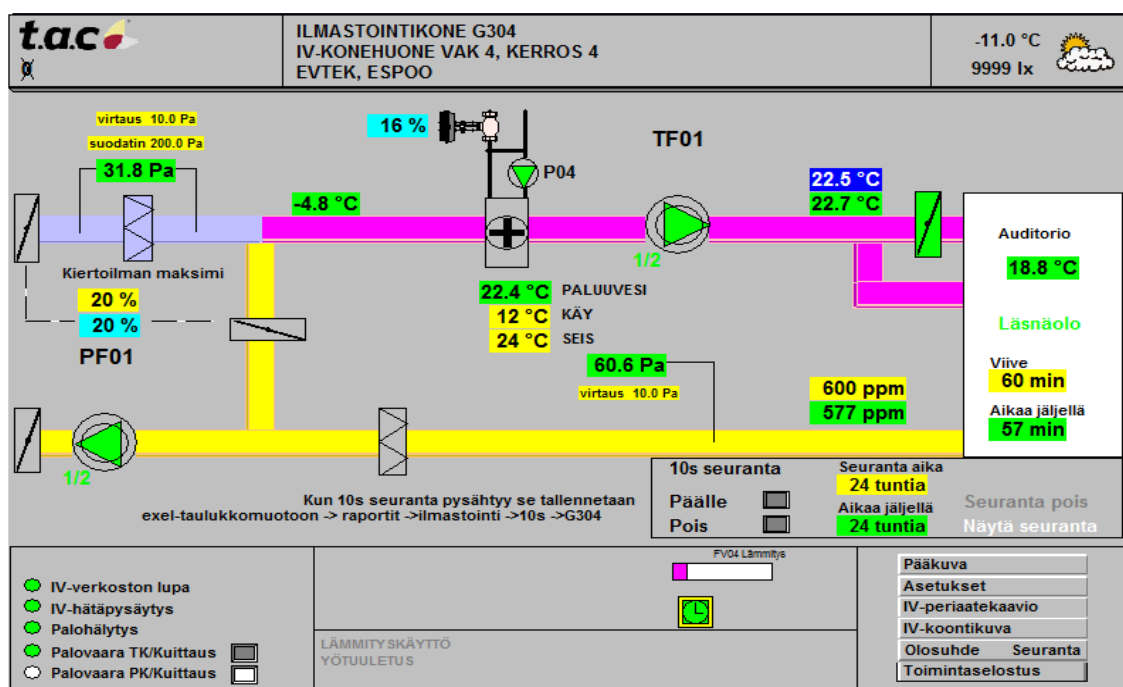 t.a.c
ILMASTOINTIKONE G304
IV-KONEHUONE VAK 4, KERROS 4
EVTEK, ESPOO
-11.0 °C
9999 lx
virtaus 10.0 Pa
suodatin 200.0 Pa
31.8 Pa
16 %
P04
TF01
22.5 °C
22.7 °C
-4.8 °C
1/2
Auditorio
18.8 °C
Läsnäolo
Viive
60 min
Aikaa jäljellä
57 min
Kiertoilman maksimi
20 %
20 %
PF01
22.4 °C PALUUVESI
12 °C KÄY
24 °C SEIS
60.6 Pa
virtaus 10.0 Pa
600 ppm
577 ppm
1/2
Kun 10s seuranta pysähtyy se tallennetaan
exel-taulukkomuotoon -> raportit ->ilmastointi ->10s ->G304
10s seuranta
Päälle
Pois
Seuranta aika
24 tuntia
Aikaa jäljellä
24 tuntia
Seuranta pois
Näytä seuranta
IV-verkoston lupa
IV-hätäpysäytys
Palohälytys
Palovaara TK/Kuittaus
Palovaara PK/Kuittaus
FV04 Lämmitys
LÄMMITYSKÄYTTÖ
YÖTUULETUS
Pääkuva
Asetukset
IV-periaatekaavio
IV-koontikuva
Olosuhde Seuranta
Toimintaselostus